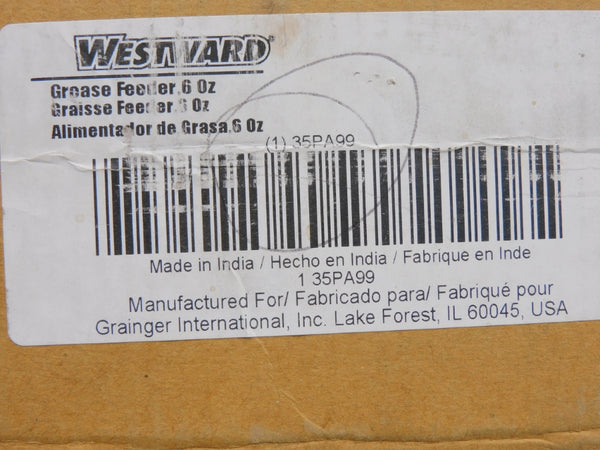 WESTWARD®
Grease Feeder,6 Oz
Graisse Feeder,6 Oz
Alimentador de Grasa,6 Oz
(1) 35PA99
Made in India / Hecho en India / Fabrique en Inde
1 35PA99
Manufactured For/ Fabricado para/ Fabriqué pour
Grainger International, Inc. Lake Forest, IL 60045, USA